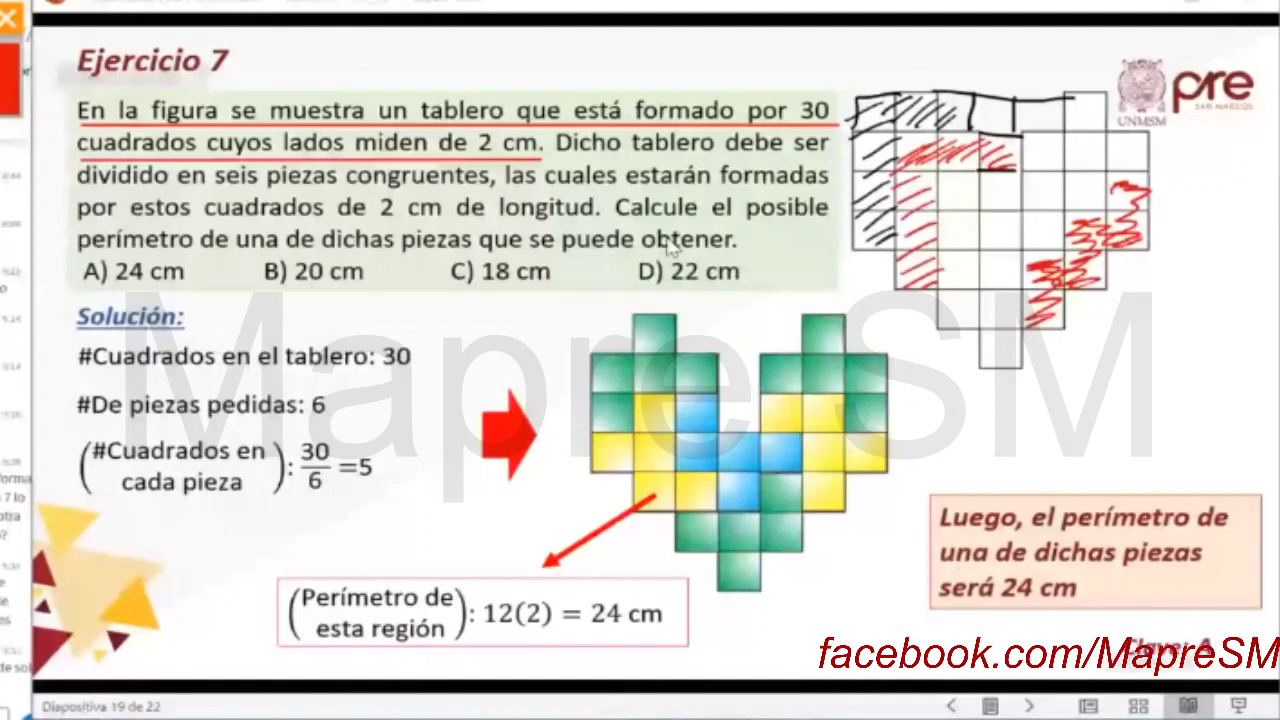 Ejercicio 7
pre
SAN MARCOS
UNMSM
En la figura se muestra un tablero que está formado por 30
cuadrados cuyos lados miden de 2 cm. Dicho tablero debe ser
dividido en seis piezas congruentes, las cuales estarán formadas
por estos cuadrados de 2 cm de longitud. Calcule el posible
perímetro de una de dichas piezas que se puede obtener.
A) 24 cm B) 20 cm C) 18 cm D) 22 cm
Solución:
#Cuadrados en el tablero: 30
#De piezas pedidas: 6
(#Cuadrados en cada pieza): 30/6 =5
Mapre SM
Luego, el perímetro de
una de dichas piezas
será 24 cm
(Perímetro de esta región): 12(2) = 24 cm
Clave: A
facebook.com/MapreSM
Diapositiva 19 de 22